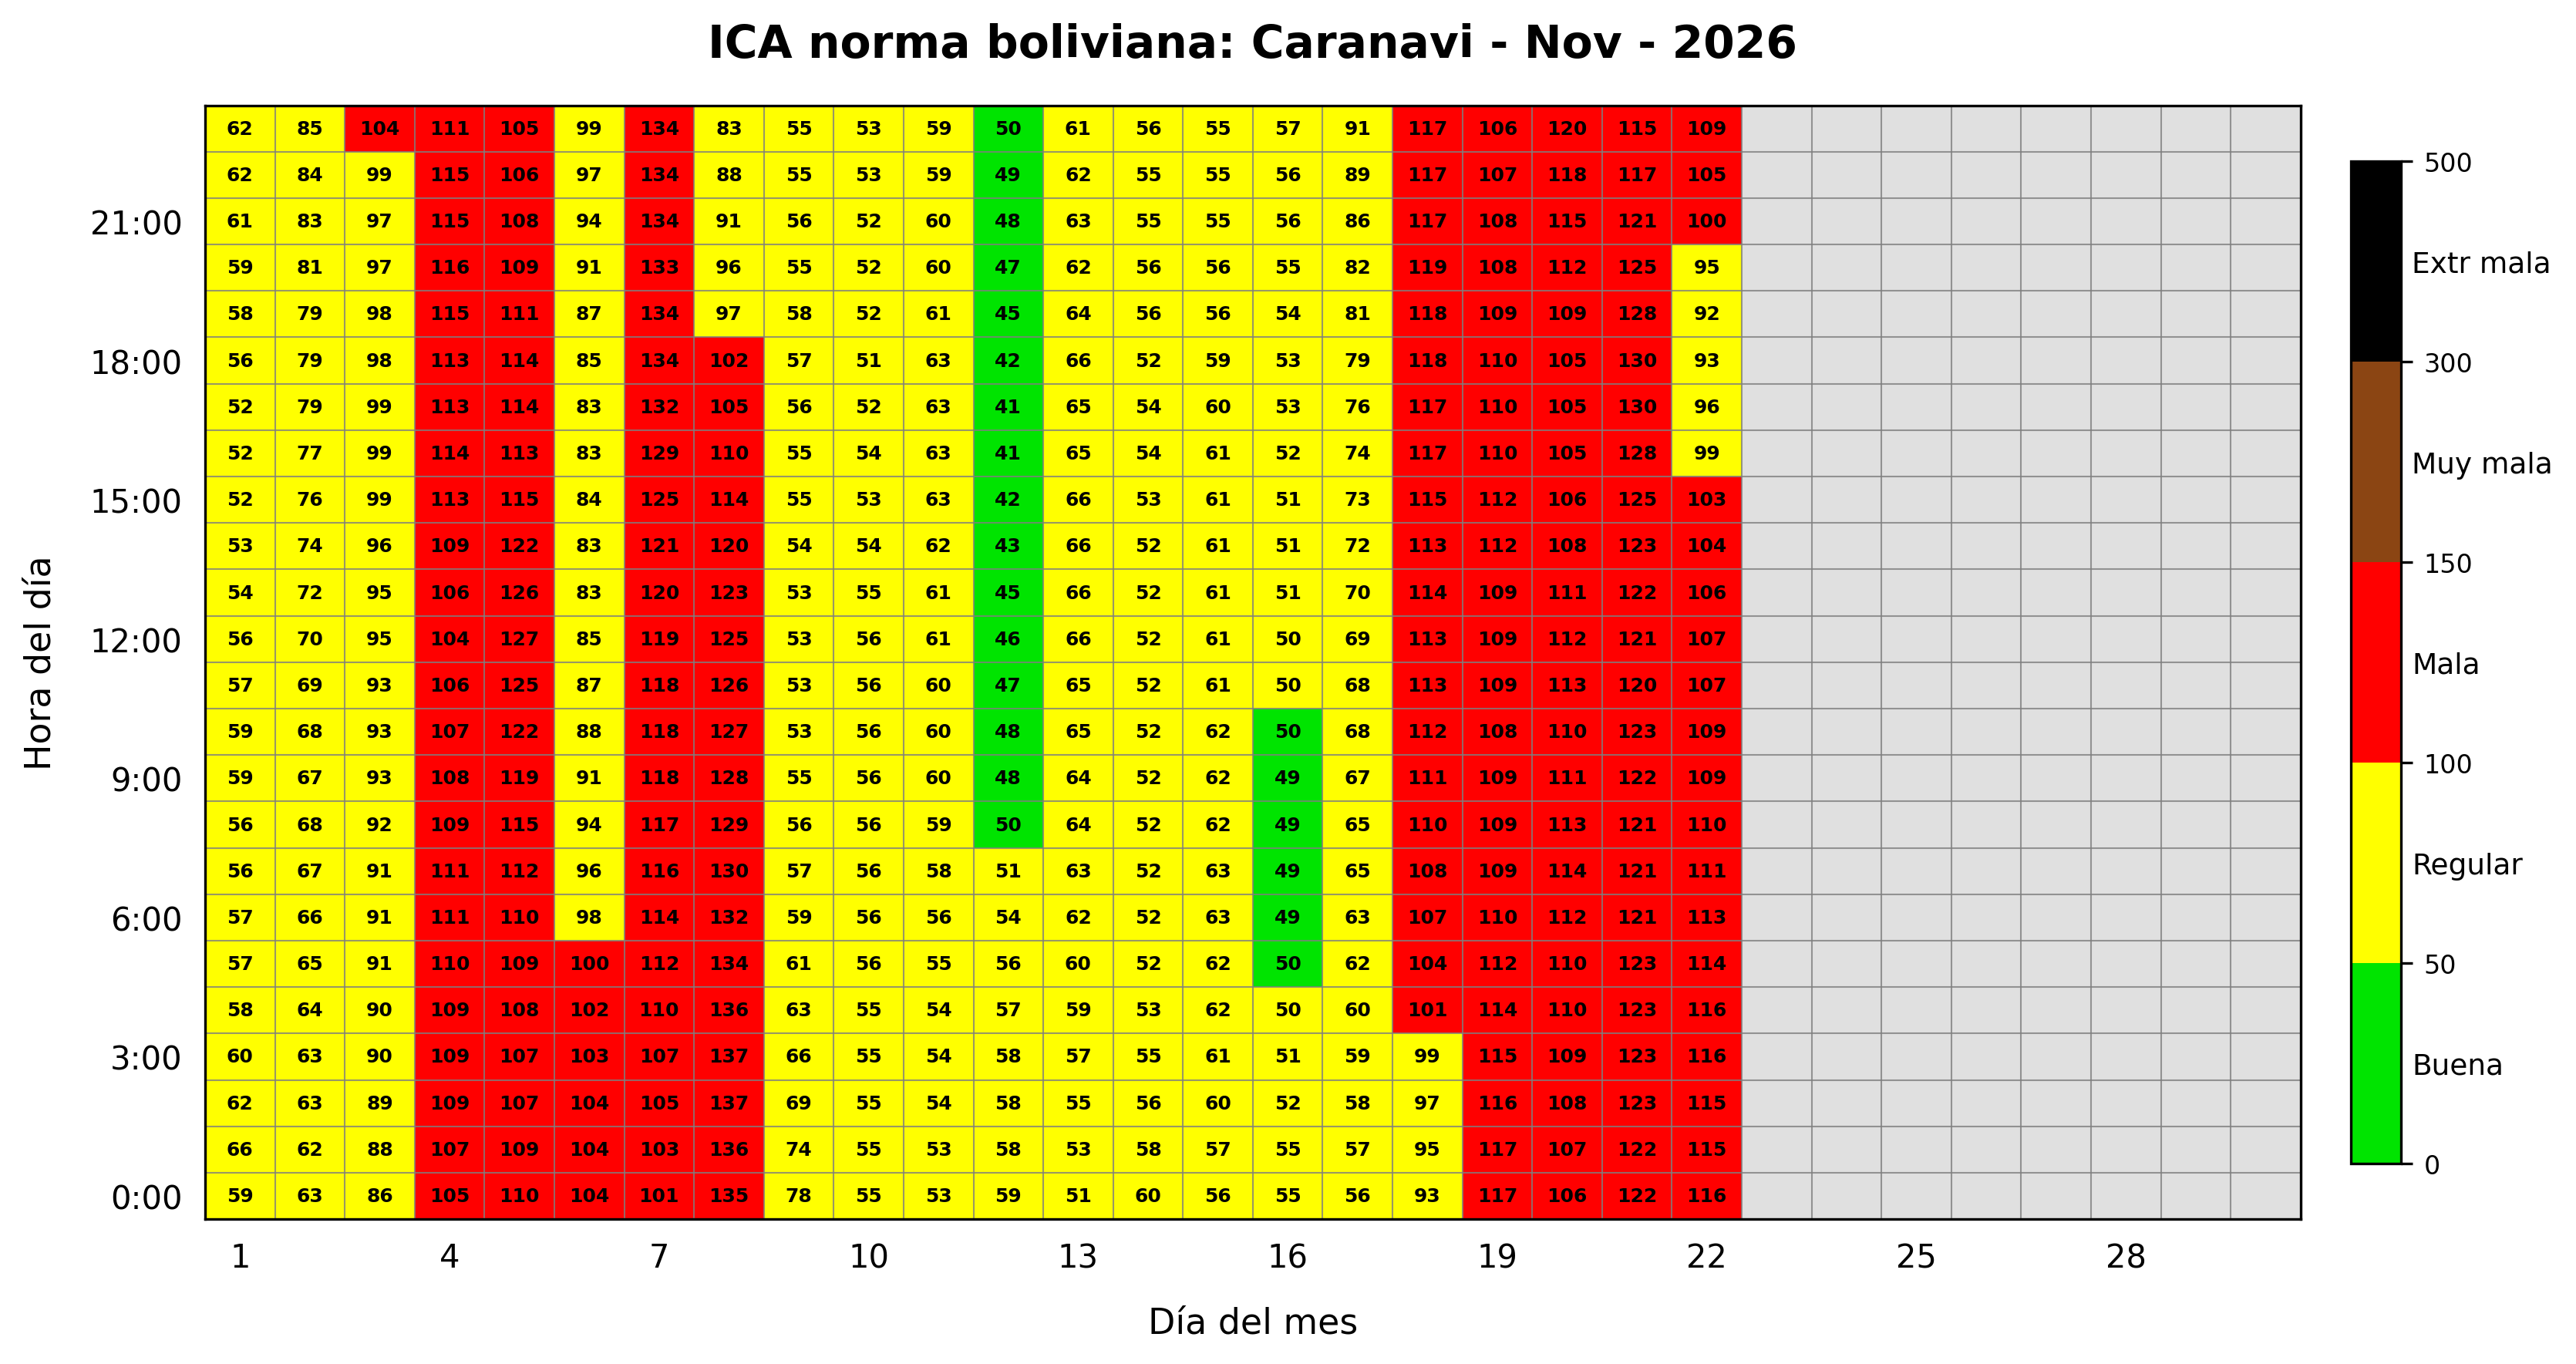 ICA norma boliviana: Caranavi - Nov - 2026
62 85 104 111 105 99 134 83 55 53 59 50 61 56 55 57 91 117 106 120 115 109
62 84 99 115 106 97 134 88 55 53 59 49 62 55 55 56 89 117 107 118 117 105
21:00 61 83 97 115 108 94 134 91 56 52 60 48 63 55 55 56 86 117 108 115 121 100
59 81 97 116 109 91 133 96 55 52 60 47 62 56 56 55 82 119 108 112 125 95
58 79 98 115 111 87 134 97 58 52 61 45 64 56 56 54 81 118 109 109 128 92
18:00 56 79 98 113 114 85 134 102 57 51 63 42 66 52 59 53 79 118 110 105 130 93
52 79 99 113 114 83 132 105 56 52 63 41 65 54 60 53 76 117 110 105 130 96
52 77 99 114 113 83 129 110 55 54 63 41 65 54 61 52 74 117 110 105 128 99
15:00 52 76 99 113 115 84 125 114 55 53 63 42 66 53 61 51 73 115 112 106 125 103
53 74 96 109 122 83 121 120 54 54 62 43 66 52 61 51 72 113 112 108 123 104
54 72 95 106 126 83 120 123 53 55 61 45 66 52 61 51 70 114 109 111 122 106
12:00 56 70 95 104 127 85 119 125 53 56 61 46 66 52 61 50 69 113 109 112 121 107
57 69 93 106 125 87 118 126 53 56 60 47 65 52 61 50 68 113 109 113 120 107
59 68 93 107 122 88 118 127 53 56 60 48 65 52 62 50 68 112 108 110 123 109
9:00 59 67 93 108 119 91 118 128 55 56 60 48 64 52 62 49 67 111 109 111 122 109
56 68 92 109 115 94 117 129 56 56 59 50 64 52 62 49 65 110 109 113 121 110
56 67 91 111 112 96 116 130 57 56 58 51 63 52 63 49 65 108 109 114 121 111
6:00 57 66 91 111 110 98 114 132 59 56 56 54 62 52 63 49 63 107 110 112 121 113
57 65 91 110 109 100 112 134 61 56 55 56 60 52 62 50 62 104 112 110 123 114
58 64 90 109 108 102 110 136 63 55 54 57 59 53 62 50 60 101 114 110 123 116
3:00 60 63 90 109 107 103 107 137 66 55 54 58 57 55 61 51 59 99 115 109 123 116
62 63 89 109 107 104 105 137 69 55 54 58 55 56 60 52 58 97 116 108 123 115
66 62 88 107 109 104 103 136 74 55 53 58 53 58 57 55 57 95 117 107 122 115
0:00 59 63 86 105 110 104 101 135 78 55 53 59 51 60 56 55 56 93 117 106 122 116
1 4 7 10 13 16 19 22 25 28
Día del mes
Hora del día
500
Extr mala
300
Muy mala
150
Mala
100
Regular
50
Buena
0